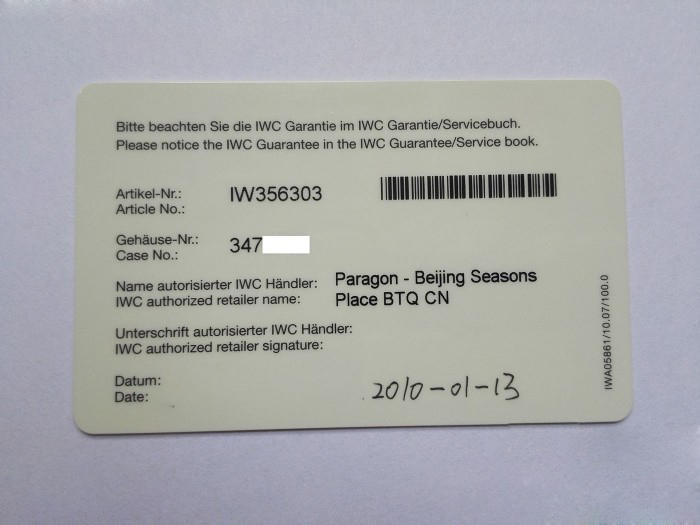 Bitte beachten Sie die IWC Garantie im IWC Garantie/Servicebuch.
Please notice the IWC Guarantee in the IWC Guarantee/Service book.
Artikel-Nr.: IW356303
Article No.:
Gehäuse-Nr.: 347
Case No.:
Name autorisierter IWC Händler: Paragon - Beijing Seasons
IWC authorized retailer name: Place BTQ CN
Unterschrift autorisierter IWC Händler:
IWC authorized retailer signature:
Datum:
Date: 2010-01-13
IWA05861/10.07/100.0